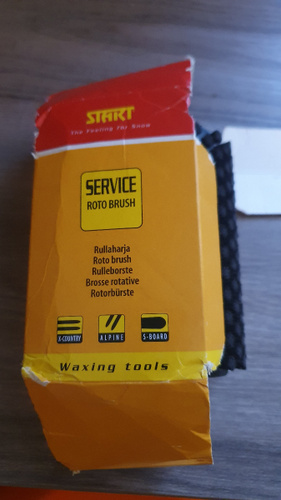 START
The Feeling for Snow
SERVICE
ROTO BRUSH
Rullaharja
Roto brush
Rulleborste
Brosse rotative
Rotorbürste
X-COUNTRY
ALPINE
S-BOARD
Waxing tools